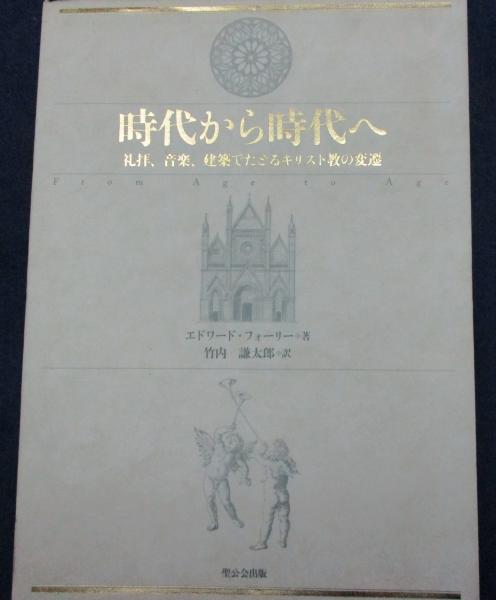 時代から時代へ
礼拝、音楽、建築でたどるキリスト教の変遷
From Age to Age
エドワード・フォーリー＋著
竹内 謙太郎＋訳
聖公会出版